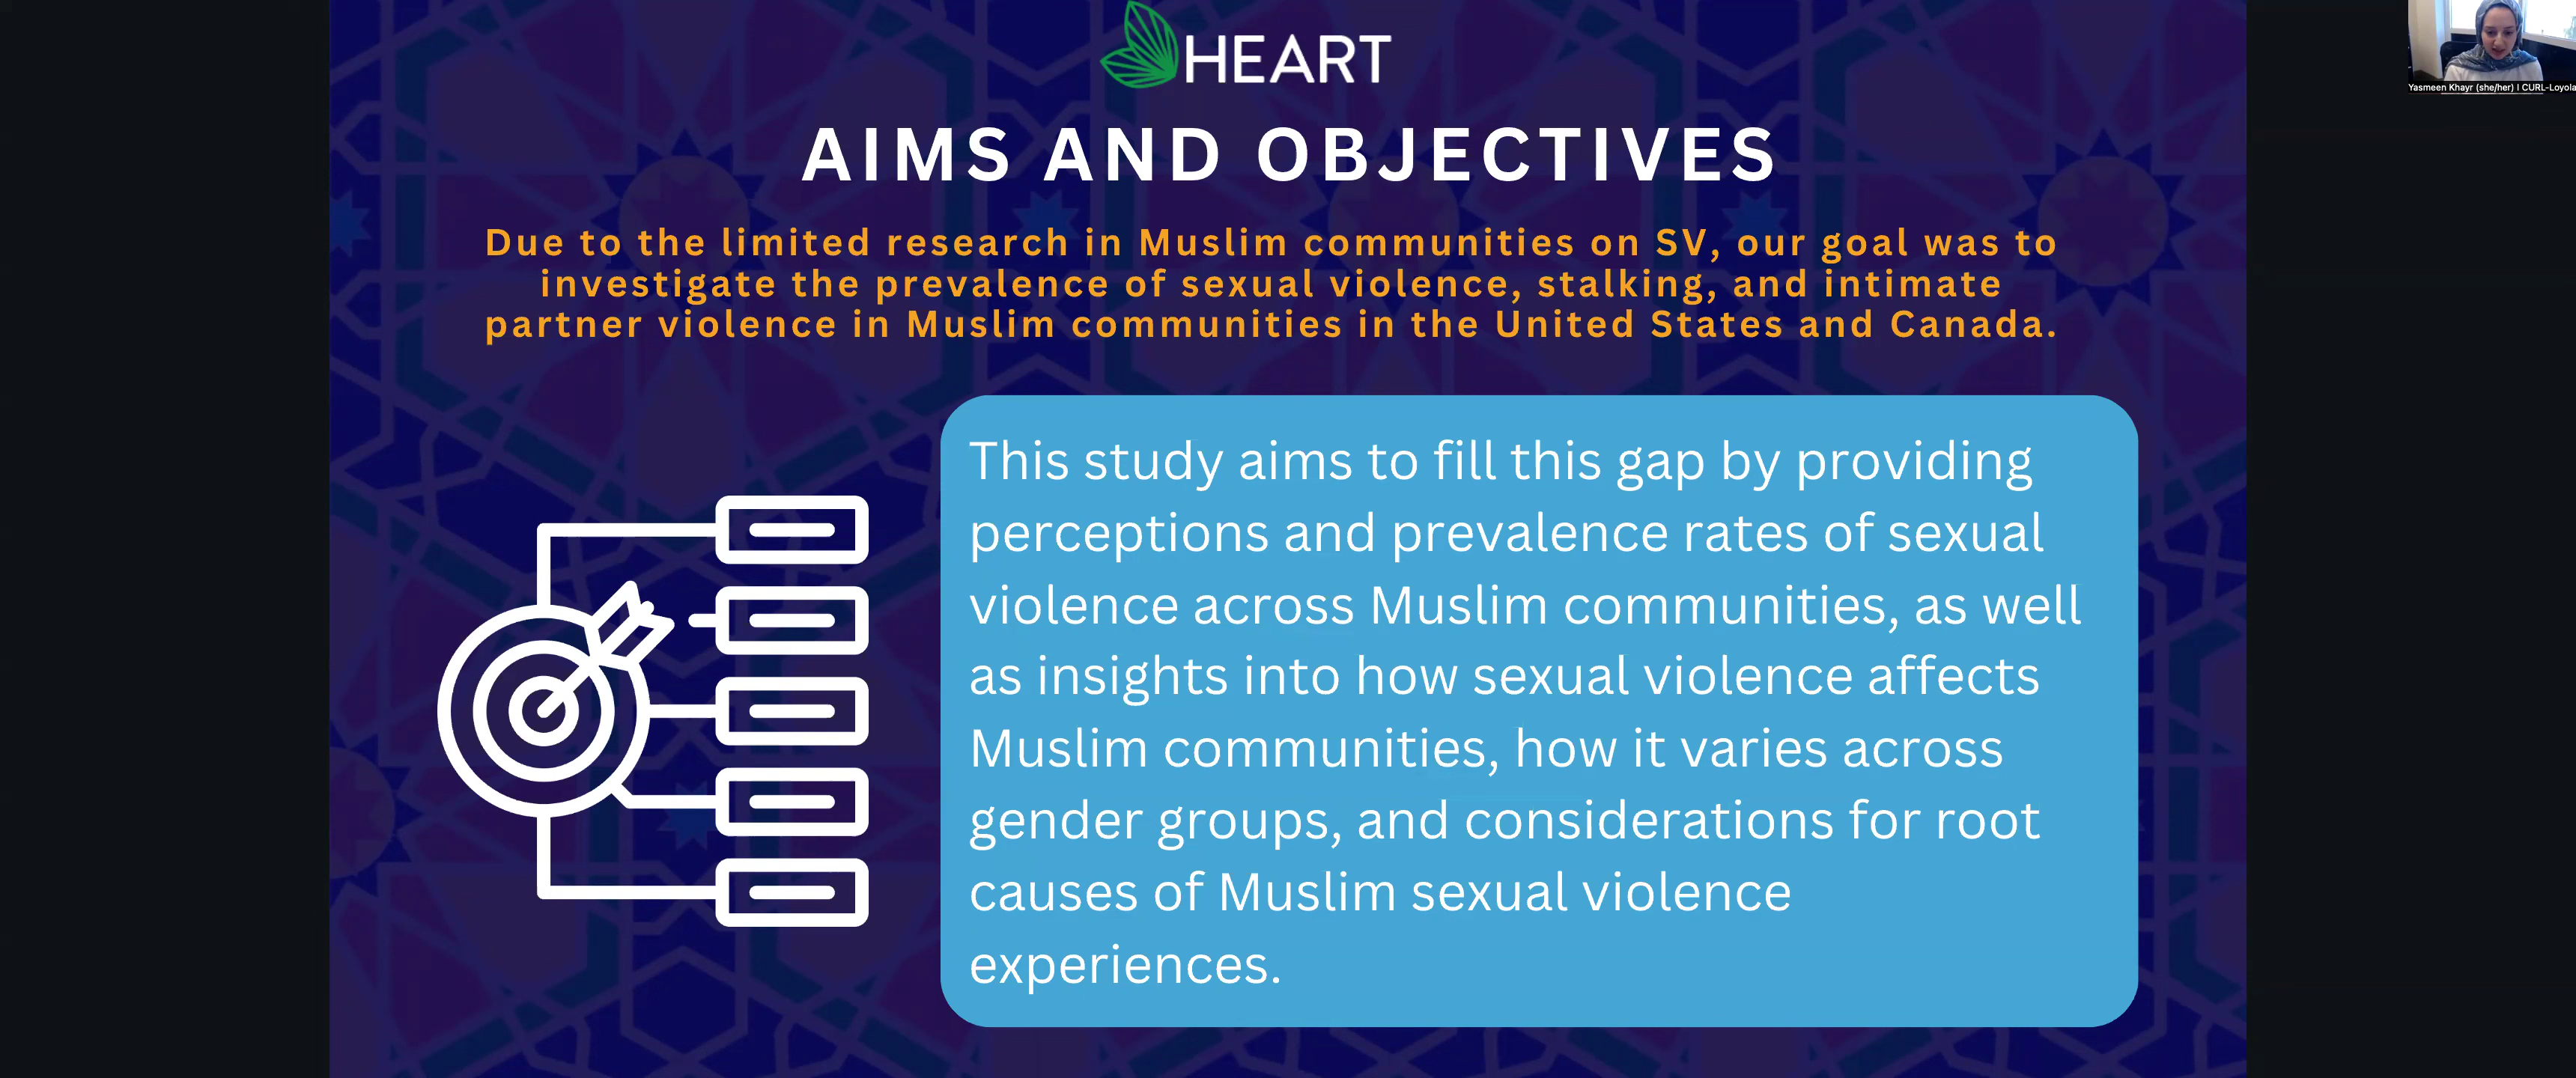 HEART
AIMS AND OBJECTIVES
Due to the limited research in Muslim communities on SV, our goal was to
investigate the prevalence of sexual violence, stalking, and intimate
partner violence in Muslim communities in the United States and Canada.
This study aims to fill this gap by providing
perceptions and prevalence rates of sexual
violence across Muslim communities, as well
as insights into how sexual violence affects
Muslim communities, how it varies across
gender groups, and considerations for root
causes of Muslim sexual violence
experiences.
Yasmeen Khayr (she/her) | CURL-Loyola